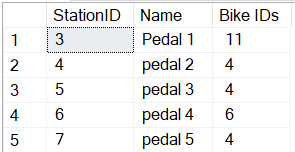 StationID Name Bike IDs
1 3 Pedal 1 11
2 4 pedal 2 4
3 5 pedal 3 4
4 6 pedal 4 6
5 7 pedal 5 4